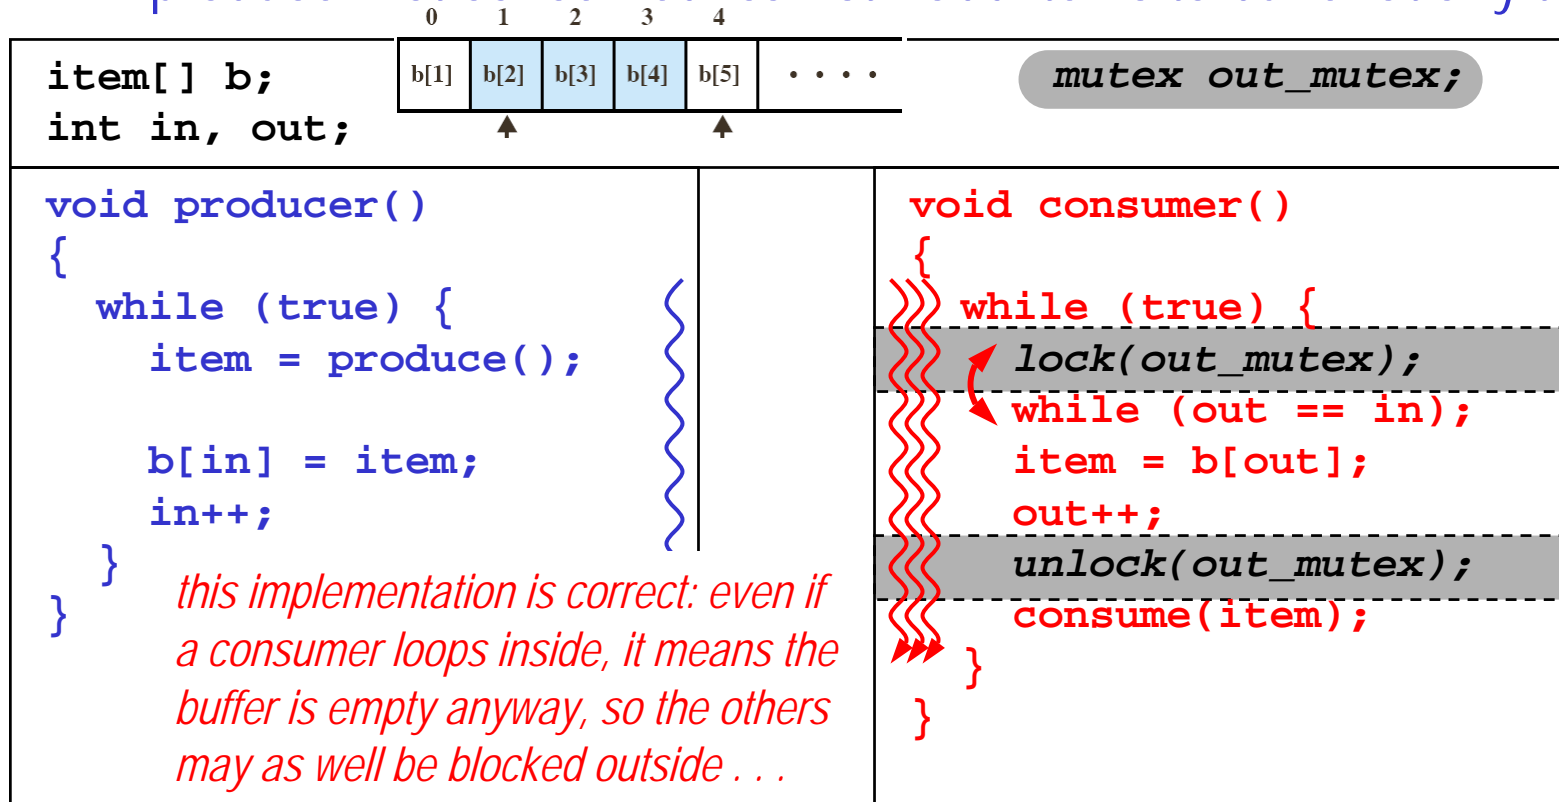 0 1 2 3 4
item[] b;
b[1] b[2] b[3] b[4] b[5] . . . .
mutex out_mutex;
int in, out;
void producer()
{
while (true) {
item = produce();
b[in] = item;
in++;
}
}
this implementation is correct: even if
a consumer loops inside, it means the
buffer is empty anyway, so the others
may as well be blocked outside . . .
void consumer()
{
while (true) {
lock(out_mutex);
while (out == in);
item = b[out];
out++;
unlock(out_mutex);
consume(item);
}
}